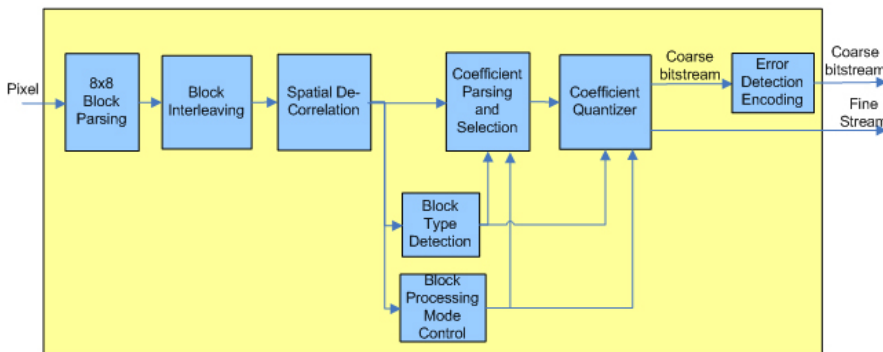 Pixel
8x8
Block
Parsing
Block
Interleaving
Spatial De-
Correlation
Coefficient
Parsing
and
Selection
Coefficient
Quantizer
Coarse
bitstream
Error
Detection
Encoding
Coarse
bitstream
Fine
Stream
Block
Type
Detection
Block
Processing
Mode
Control